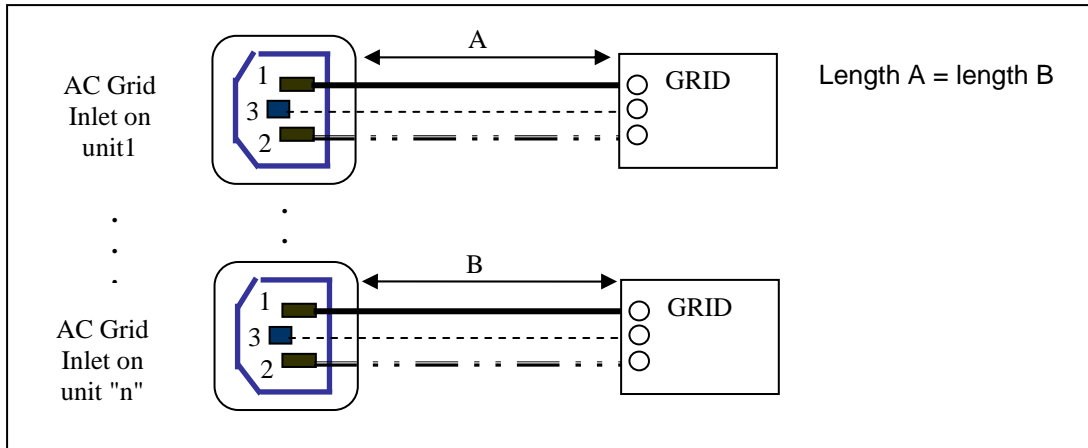 AC Grid
Inlet on
unit1
1
3
2
A
GRID
Length A = length B
.
.
.
.
.
AC Grid
Inlet on
unit "n"
1
3
2
B
GRID